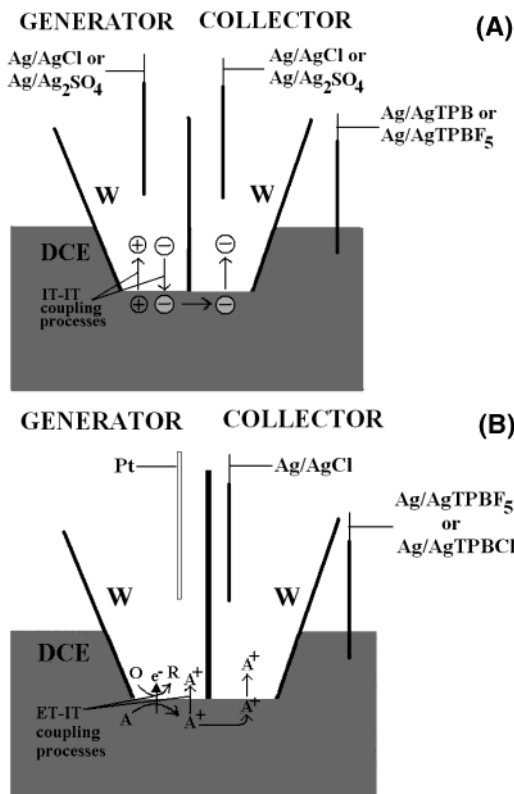 GENERATOR COLLECTOR
(A)
Ag/AgCl or Ag/AgCl or
Ag/Ag2SO4 Ag/Ag2SO4
Ag/AgTPB or
Ag/AgTPBF5
W W
DCE
+ − −
IT-IT
coupling
processes
+ − → −
GENERATOR COLLECTOR
(B)
Pt Ag/AgCl
Ag/AgTPBF5
or
Ag/AgTPBCl
W W
DCE
O e- R A+ A+
ET-IT
coupling
processes
A A+ A+